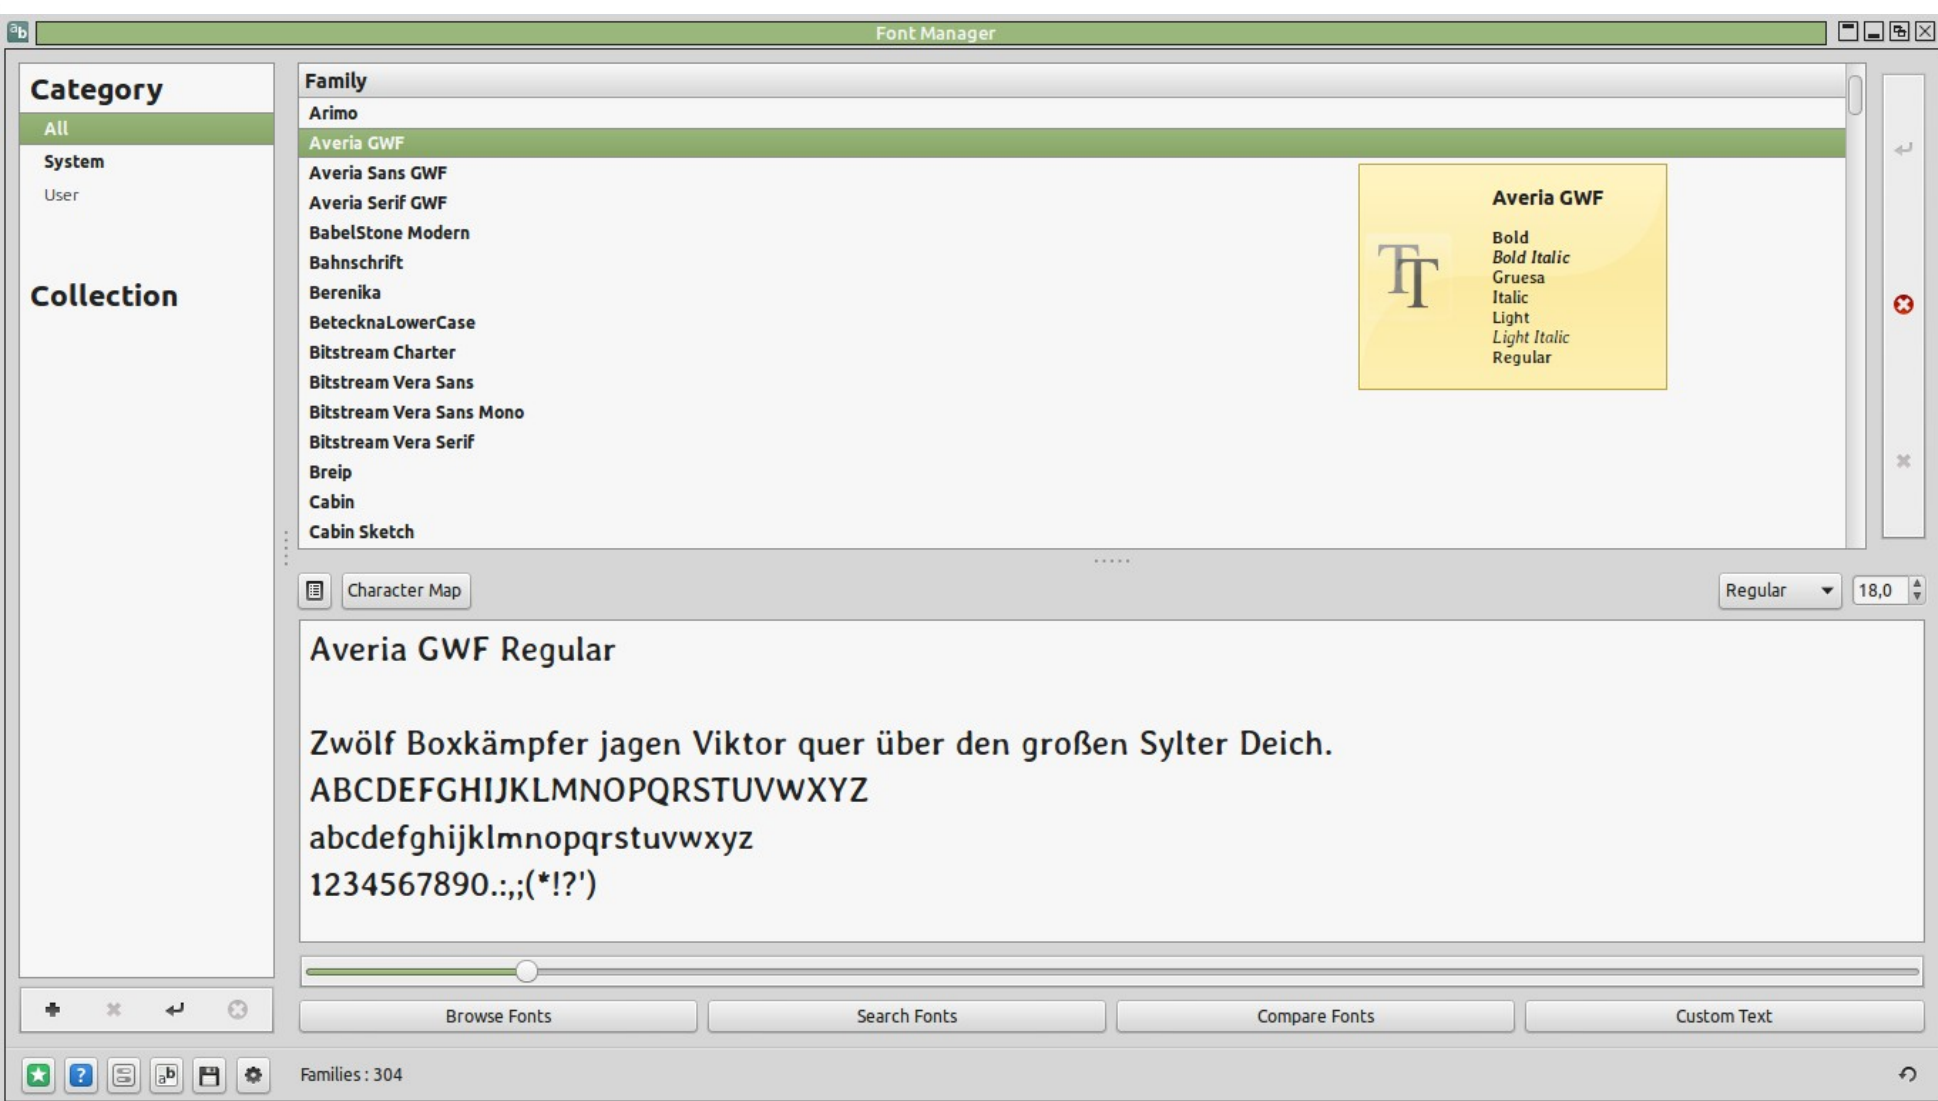 Font Manager
Category
All
System
User
Collection
Family
Arimo
Averia GWF
Averia Sans GWF
Averia Serif GWF
BabelStone Modern
Bahnschrift
Berenika
BetecknaLowerCase
Bitstream Charter
Bitstream Vera Sans
Bitstream Vera Sans Mono
Bitstream Vera Serif
Breip
Cabin
Cabin Sketch
Averia GWF
Bold
Bold Italic
Gruesa
Italic
Light
Light Italic
Regular
Character Map
Regular
18,0
Averia GWF Regular
Zwölf Boxkämpfer jagen Viktor quer über den großen Sylter Deich.
ABCDEFGHIJKLMNOPQRSTUVWXYZ
abcdefghijklmnopqrstuvwxyz
1234567890.:,;(*!?')
Browse Fonts
Search Fonts
Compare Fonts
Custom Text
Families : 304